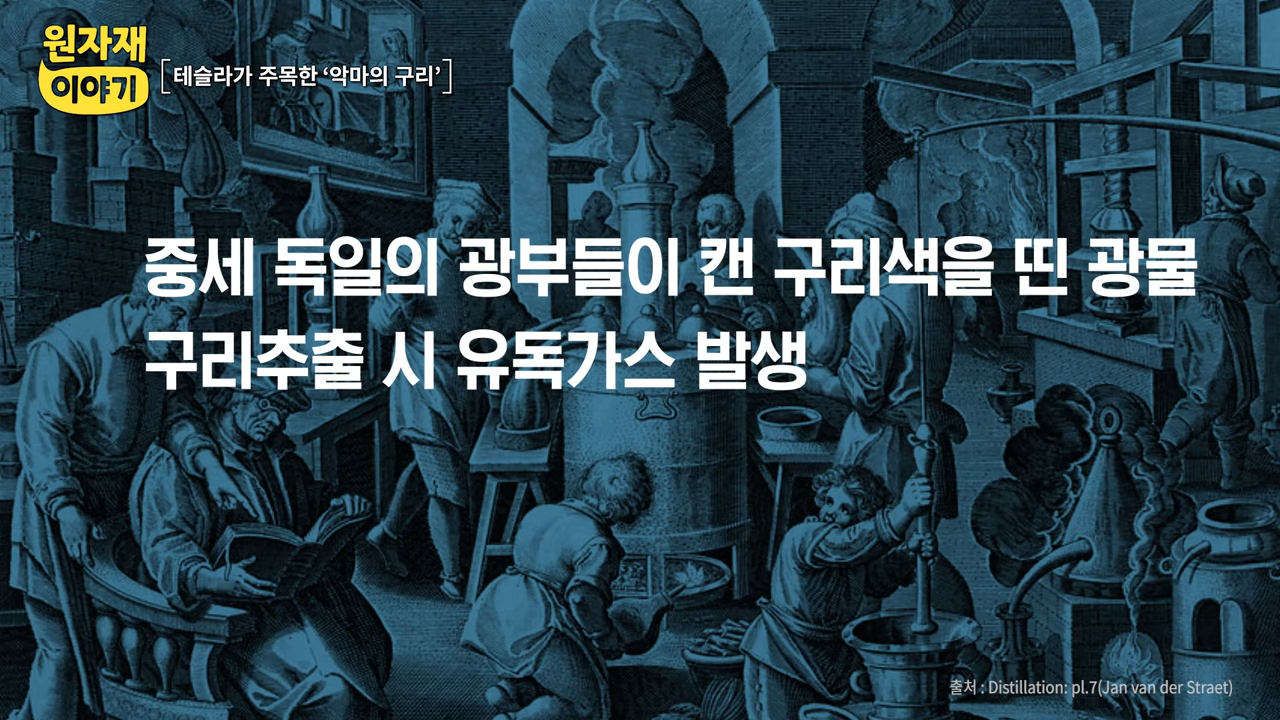 원자재
이야기
[테슬라가 주목한 ‘악마의 구리’]
중세 독일의 광부들이 캔 구리색을 띤 광물
구리추출 시 유독가스 발생
출처 : Distillation: pl.7(Jan van der Straet)